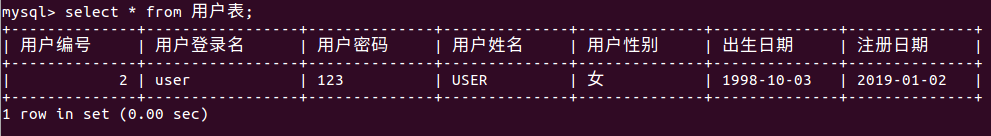 mysql> select * from 用户表;
+--------------+----------------+--------------+--------------+--------------+--------------+--------------+
| 用户编号 | 用户登录名 | 用户密码 | 用户姓名 | 用户性别 | 出生日期 | 注册日期 |
+--------------+----------------+--------------+--------------+--------------+--------------+--------------+
| 2 | user | 123 | USER | 女 | 1998-10-03 | 2019-01-02 |
+--------------+----------------+--------------+--------------+--------------+--------------+--------------+
1 row in set (0.00 sec)